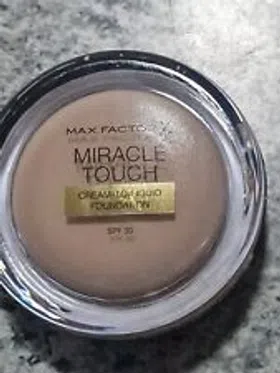 MAX FACTOR
MIRACLE
TOUCH
CREAM-TO-LIQUID
FOUNDATION
SPF 30